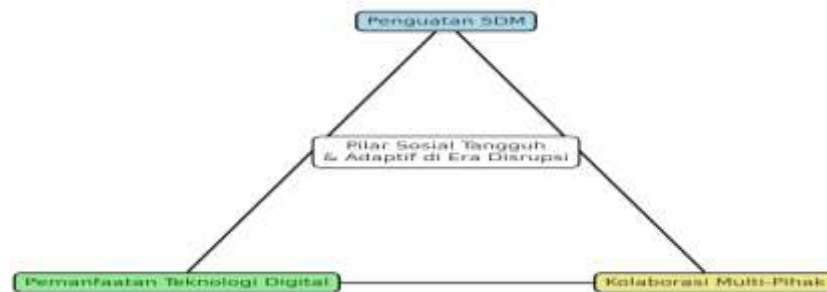 Penguatan SDM
Pilar Sosial Tangguh
& Adaptif di Era Disrupsi
Pemanfaatan Teknologi Digital
Kolaborasi Multi-Pihak